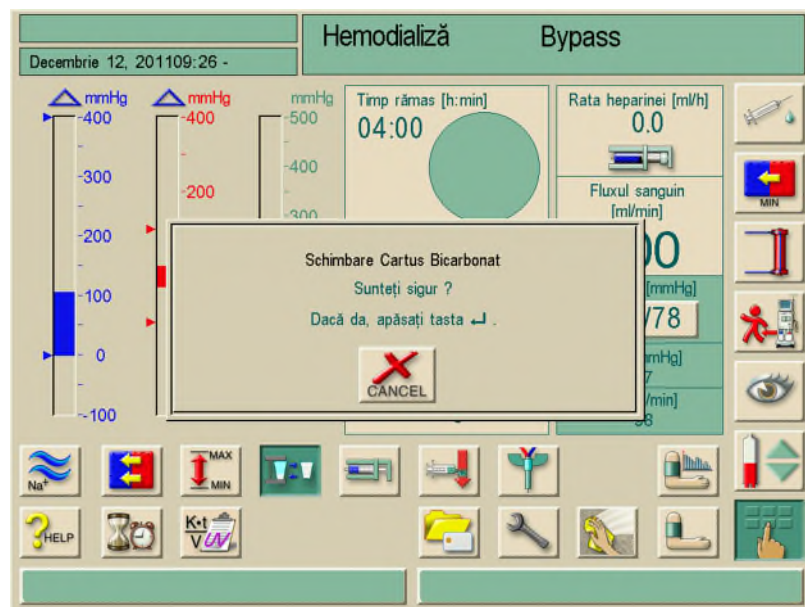 Hemodializă Bypass
Decembrie 12, 201109:26 -
mmHg mmHg mmHg
-400 -400 -500
-300 -200 -400
-200 -300
-100
0
-100
Timp rămas [h:min]
04:00
Rata heparinei [ml/h]
0.0
Fluxul sanguin
[ml/min]
[mmHg]
/78
Schimbare Cartus Bicarbonat
Sunteți sigur ?
Dacă da, apăsați tasta ↵ .
CANCEL
MIN
Na+
MAX
MIN
HELP
K•t
V UV